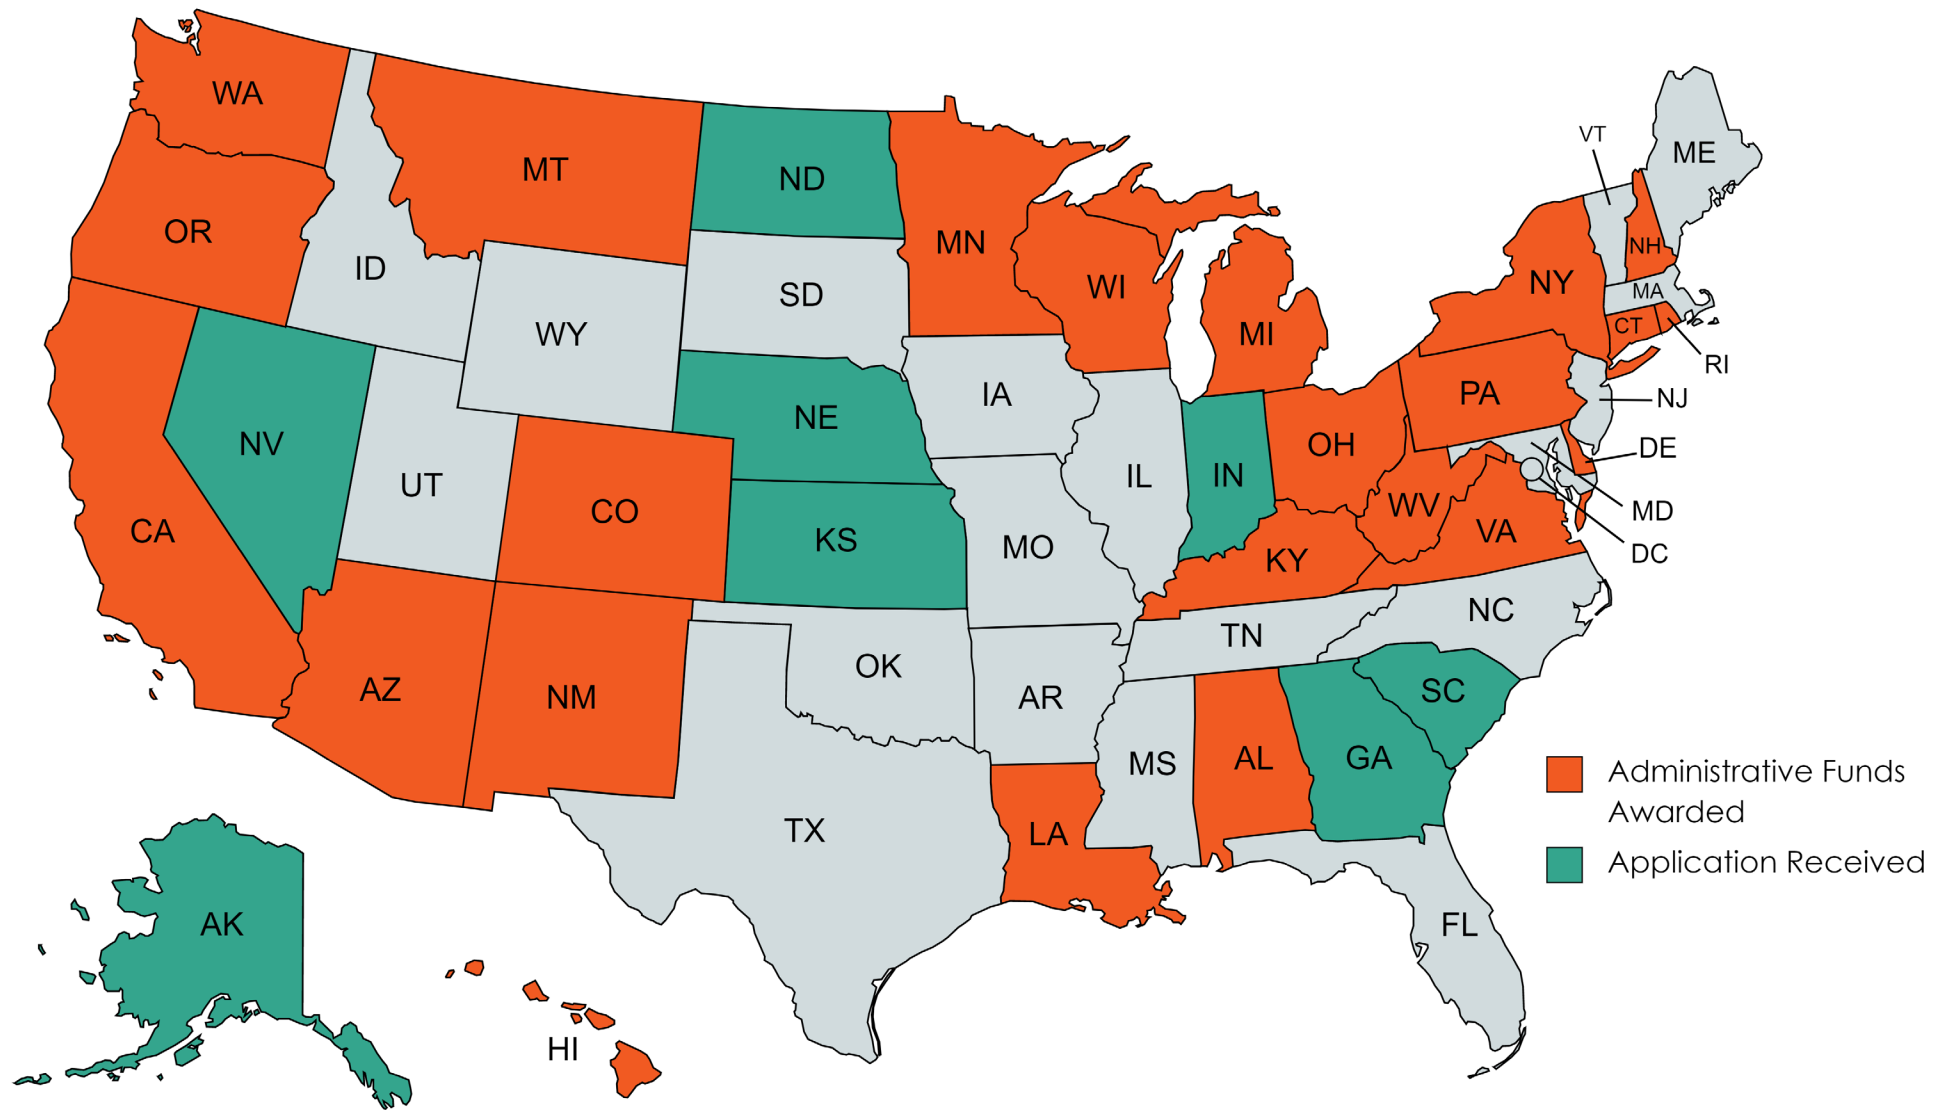 WA
MT
ND
MN
VT
ME
OR
ID
WY
SD
WI
MI
NY
NH
MA
CT
RI
NV
UT
CO
NE
IA
IL
IN
OH
PA
NJ
DE
MD
DC
CA
KS
MO
KY
WV
VA
AZ
NM
OK
AR
TN
NC
SC
TX
LA
MS
AL
GA
FL
AK
HI
Administrative Funds
Awarded
Application Received